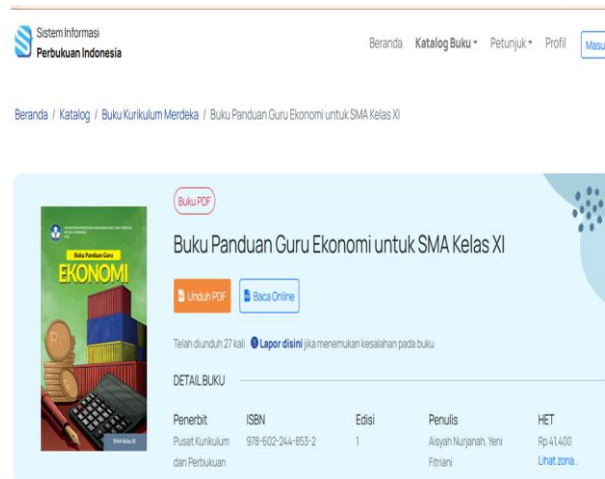 Sistem Informasi
Perbukuan Indonesia
Beranda Katalog Buku Petunjuk Profil Masu
Beranda / Katalog / Buku Kurikulum Merdeka / Buku Panduan Guru Ekonomi untuk SMA Kelas XI
Buku PDF
Buku Panduan Guru Ekonomi untuk SMA Kelas XI
Unduh PDF Baca Online
Telah diunduh 27 kali Lapor disini jika menemukan kesalahan pada buku
DETAIL BUKU
Penerbit ISBN Edisi Penulis HET
Pusat Kurikulum 978-602-244-853-2 1 Aisyah Nurjanah, Yeni Rp 41.400
dan Perbukuan Fitriani Lihat zona..
Buku Panduan Guru
EKONOMI
SMA Kelas XI